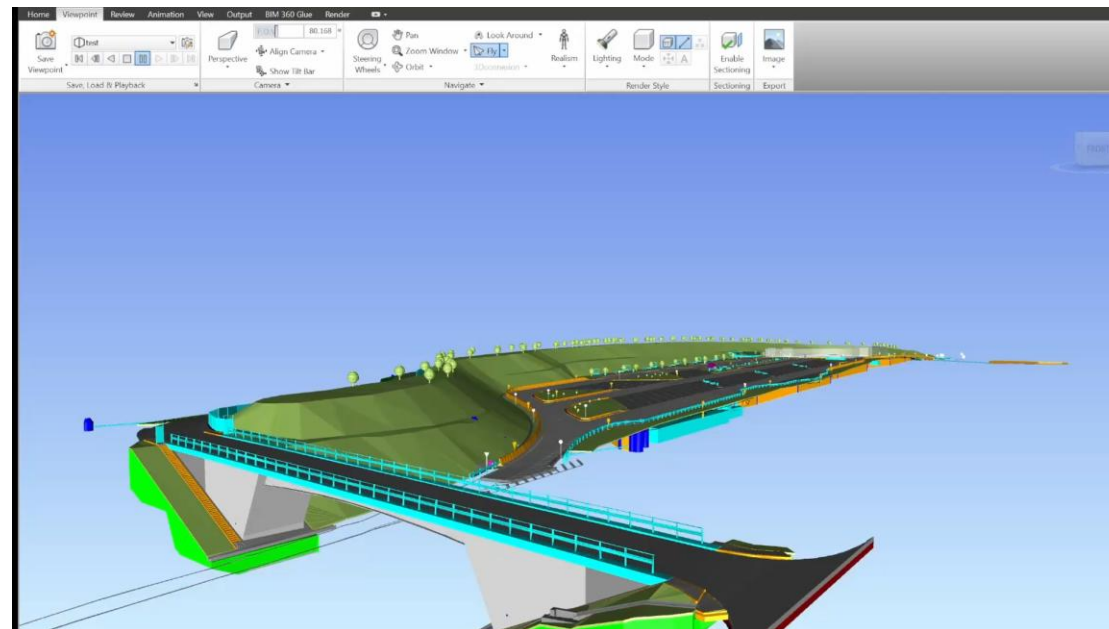 Home Viewpoint Review Animation View Output BIM 360 Glue Render
test 80.168 ° Pan Look Around
Align Camera Zoom Window Fly
Save Viewpoint Perspective Show Tilt Bar Steering Wheels Orbit Realism Lighting Mode A Enable Sectioning Image
Save, Load & Playback Camera Navigate Render Style Sectioning Export